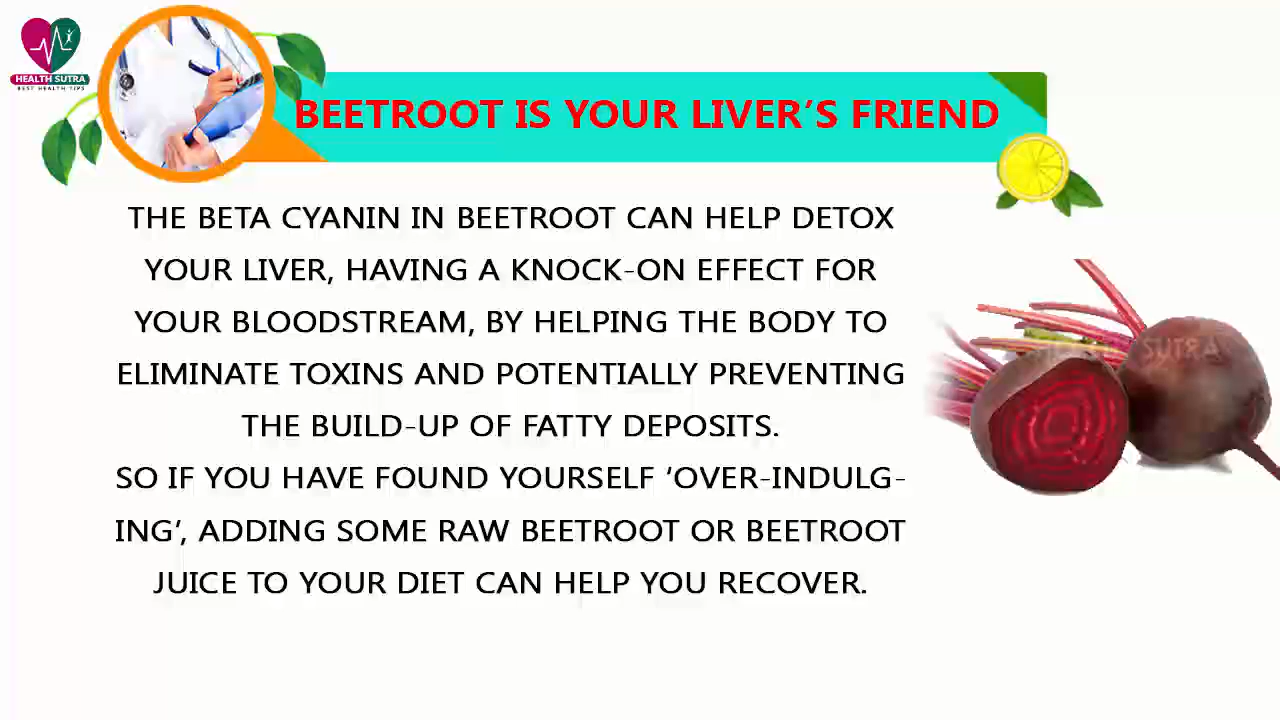 HEALTH SUTRA
BEST HEALTH TIPS
BEETROOT IS YOUR LIVER'S FRIEND
THE BETA CYANIN IN BEETROOT CAN HELP DETOX
YOUR LIVER, HAVING A KNOCK-ON EFFECT FOR
YOUR BLOODSTREAM, BY HELPING THE BODY TO
ELIMINATE TOXINS AND POTENTIALLY PREVENTING
THE BUILD-UP OF FATTY DEPOSITS.
SO IF YOU HAVE FOUND YOURSELF 'OVER-INDULG-
ING', ADDING SOME RAW BEETROOT OR BEETROOT
JUICE TO YOUR DIET CAN HELP YOU RECOVER.
SUTRA